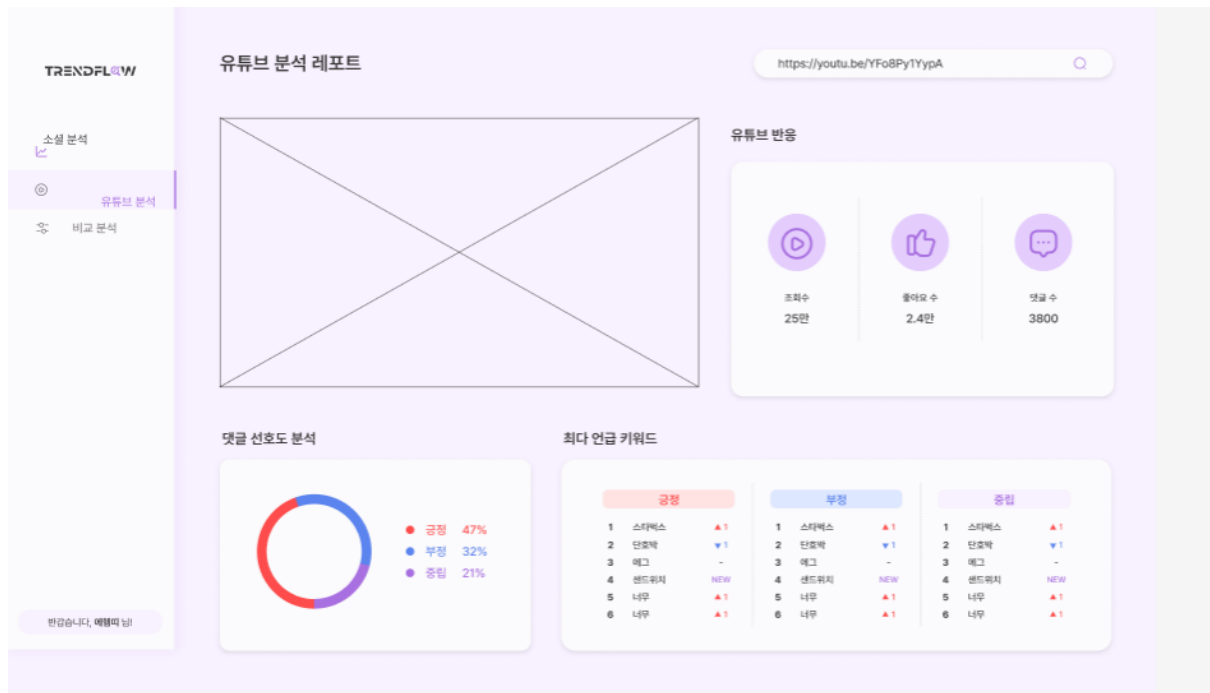 TRENDFLOW
소셜 분석
유튜브 분석
비교 분석
반갑습니다, 에헴띠 님!
유튜브 분석 레포트
https://youtu.be/YFo8Py1YypA
유튜브 반응
조회수 좋아요 수 댓글 수
25만 2.4만 3800
댓글 선호도 분석
긍정 47%
부정 32%
중립 21%
최다 언급 키워드
긍정 부정 중립
1 스타벅스 ▲ 1 1 스타벅스 ▲ 1 1 스타벅스 ▲ 1
2 단호박 ▼ 1 2 단호박 ▼ 1 2 단호박 ▼ 1
3 에그 - 3 에그 - 3 에그 -
4 샌드위치 NEW 4 샌드위치 NEW 4 샌드위치 NEW
5 너무 ▲ 1 5 너무 ▲ 1 5 너무 ▲ 1
6 너무 ▲ 1 6 너무 ▲ 1 6 너무 ▲ 1